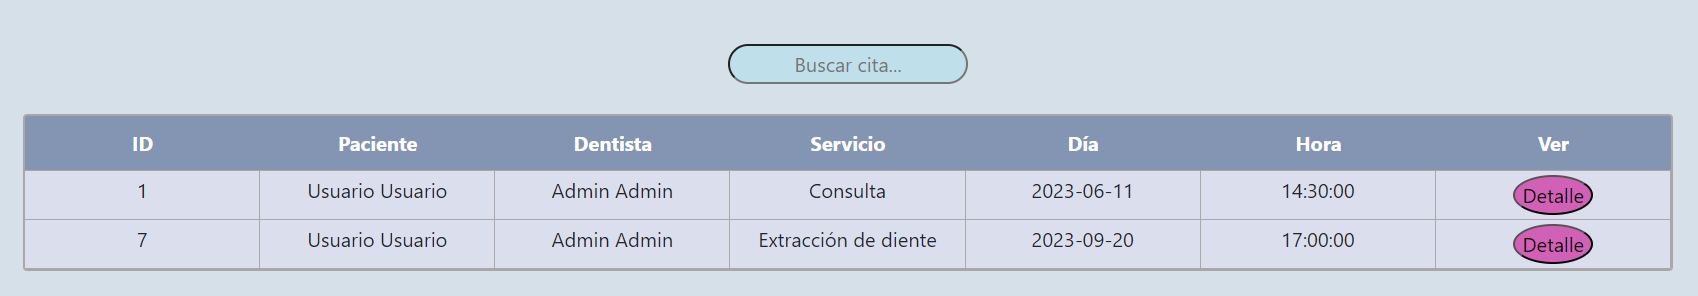 Buscar cita...
ID Paciente Dentista Servicio Día Hora Ver
1 Usuario Usuario Admin Admin Consulta 2023-06-11 14:30:00 Detalle
7 Usuario Usuario Admin Admin Extracción de diente 2023-09-20 17:00:00 Detalle